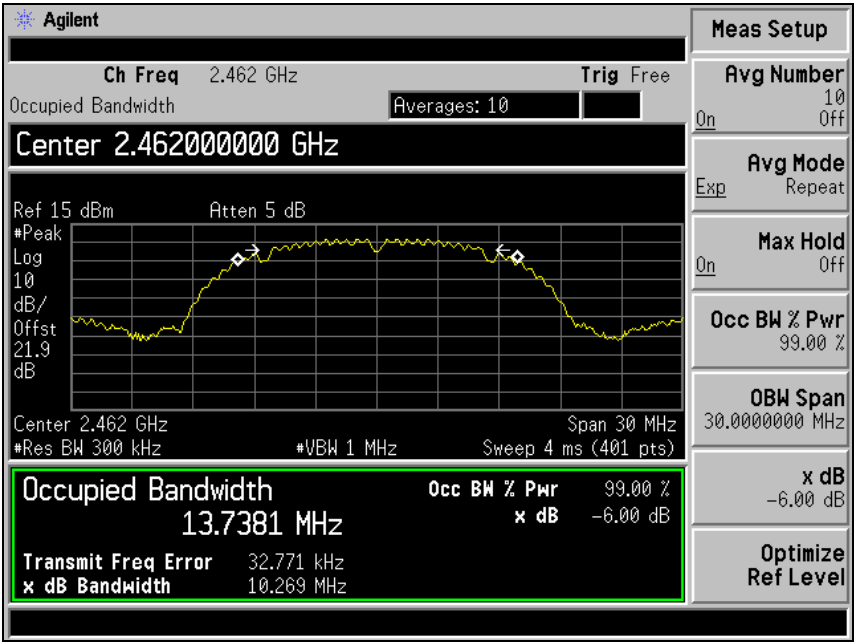 Agilent
Ch Freq 2.462 GHz Trig Free
Occupied Bandwidth Averages: 10
Center 2.462000000 GHz
Ref 15 dBm Atten 5 dB
#Peak
Log
10
dB/
Offst
21.9
dB
Center 2.462 GHz Span 30 MHz
#Res BW 300 kHz #VBW 1 MHz Sweep 4 ms (401 pts)
Occupied Bandwidth Occ BW % Pwr 99.00 %
13.7381 MHz x dB -6.00 dB
Transmit Freq Error 32.771 kHz
x dB Bandwidth 10.269 MHz
Meas Setup
Avg Number
10
On Off
Avg Mode
Exp Repeat
Max Hold
On Off
Occ BW % Pwr
99.00 %
OBW Span
30.0000000 MHz
x dB
-6.00 dB
Optimize
Ref Level